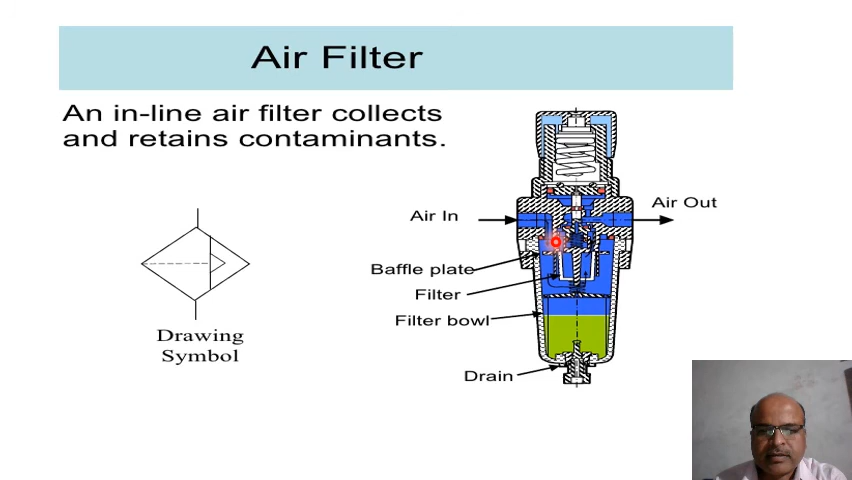 Air Filter
An in-line air filter collects
and retains contaminants.
Air In
Air Out
Baffle plate
Filter
Filter bowl
Drain
Drawing
Symbol